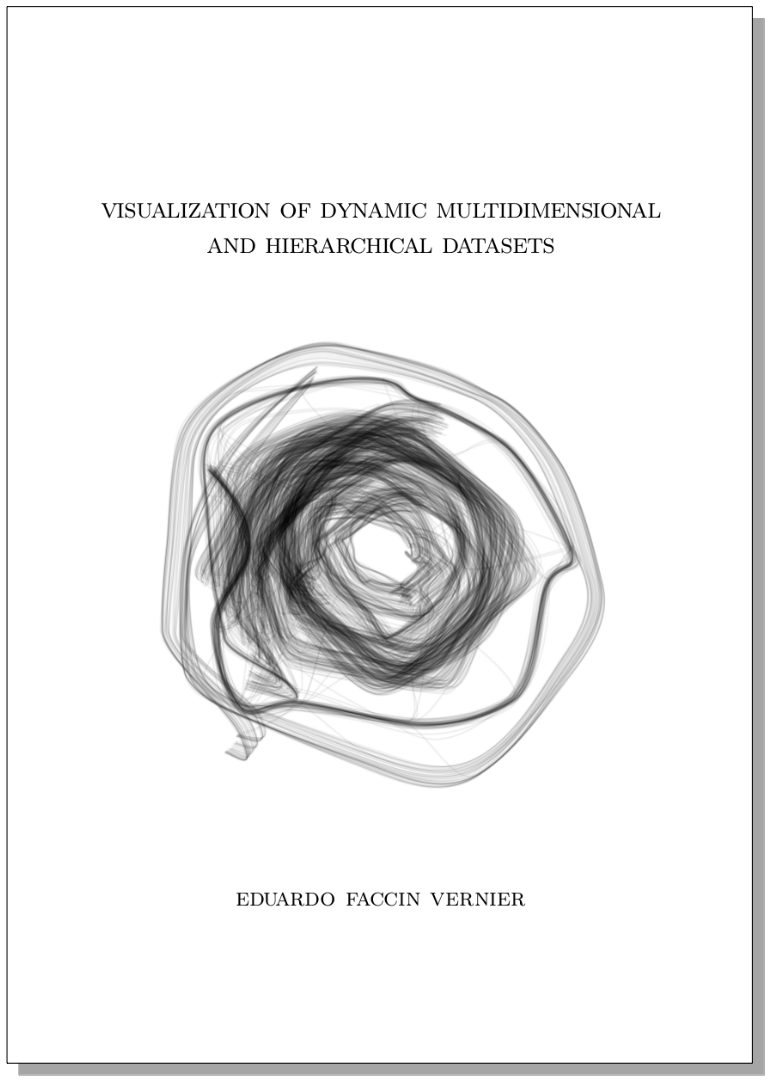 VISUALIZATION OF DYNAMIC MULTIDIMENSIONAL
AND HIERARCHICAL DATASETS
EDUARDO FACCIN VERNIER